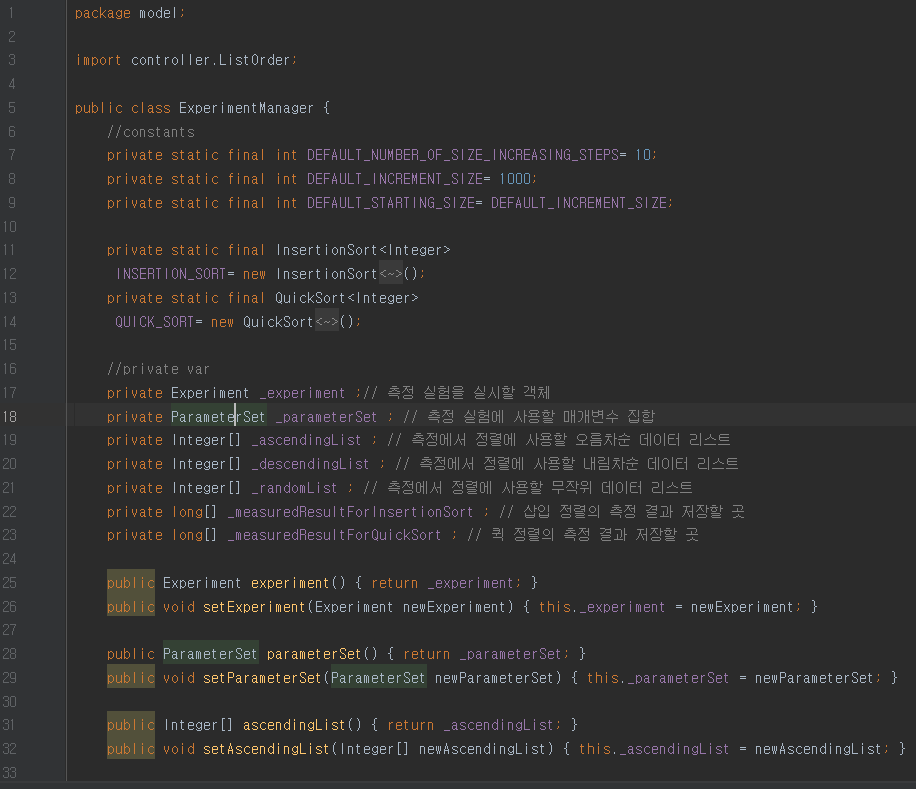 1 package model;
2
3 import controller.ListOrder;
4
5 public class ExperimentManager {
6 //constants
7 private static final int DEFAULT_NUMBER_OF_SIZE_INCREASING_STEPS= 10;
8 private static final int DEFAULT_INCREMENT_SIZE= 1000;
9 private static final int DEFAULT_STARTING_SIZE= DEFAULT_INCREMENT_SIZE;
10
11 private static final InsertionSort<Integer>
12 INSERTION_SORT= new InsertionSort<~>();
13 private static final QuickSort<Integer>
14 QUICK_SORT= new QuickSort<~>();
15
16 //private var
17 private Experiment _experiment ;// 측정 실험을 실시할 객체
18 private ParameterSet _parameterSet ; // 측정 실험에 사용할 매개변수 집합
19 private Integer[] _ascendingList ; // 측정에서 정렬에 사용할 오름차순 데이터 리스트
20 private Integer[] _descendingList ; // 측정에서 정렬에 사용할 내림차순 데이터 리스트
21 private Integer[] _randomList ; // 측정에서 정렬에 사용할 무작위 데이터 리스트
22 private long[] _measuredResultForInsertionSort ; // 삽입 정렬의 측정 결과 저장할 곳
23 private long[] _measuredResultForQuickSort ; // 퀵 정렬의 측정 결과 저장할 곳
24
25 public Experiment experiment() { return _experiment; }
26 public void setExperiment(Experiment newExperiment) { this._experiment = newExperiment; }
27
28 public ParameterSet parameterSet() { return _parameterSet; }
29 public void setParameterSet(ParameterSet newParameterSet) { this._parameterSet = newParameterSet; }
30
31 public Integer[] ascendingList() { return _ascendingList; }
32 public void setAscendingList(Integer[] newAscendingList) { this._ascendingList = newAscendingList; }
33